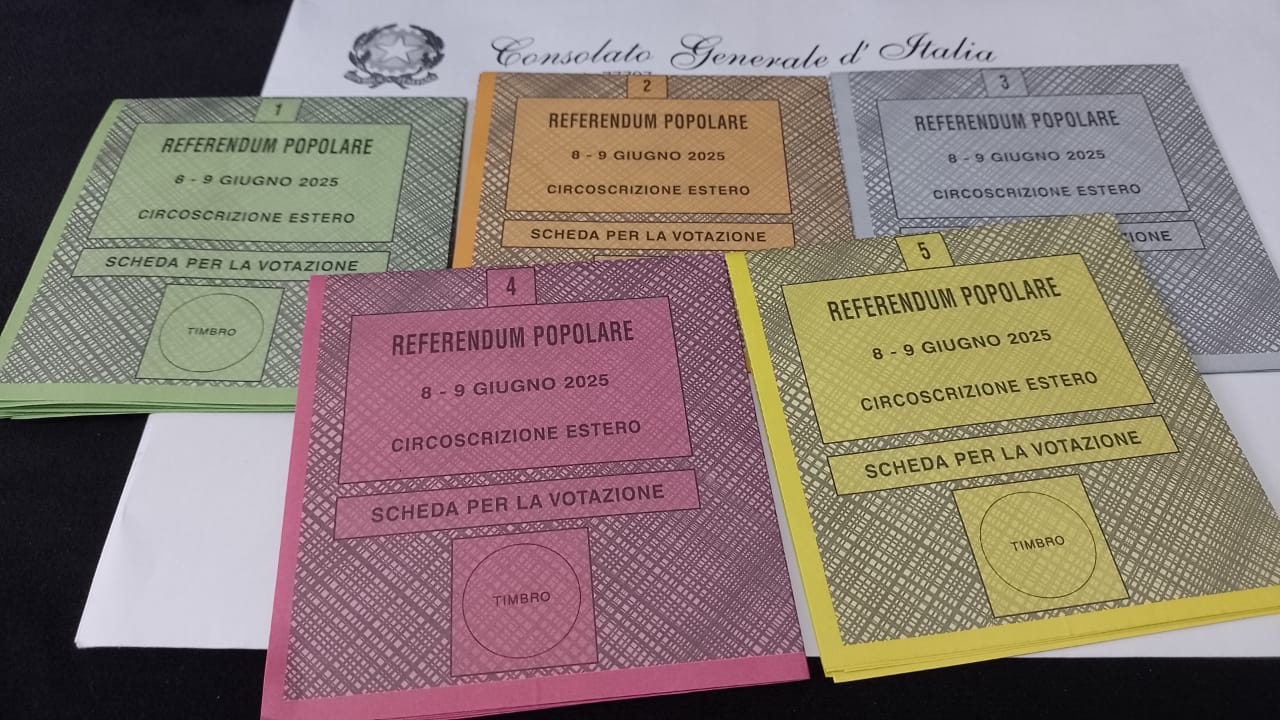 Consolato Generale d'Italia
1
REFERENDUM POPOLARE
8 - 9 GIUGNO 2025
CIRCOSCRIZIONE ESTERO
SCHEDA PER LA VOTAZIONE
TIMBRO
2
REFERENDUM POPOLARE
8 - 9 GIUGNO 2025
CIRCOSCRIZIONE ESTERO
SCHEDA PER LA VOTAZIONE
3
REFERENDUM POPOLARE
8 - 9 GIUGNO 2025
CIRCOSCRIZIONE ESTERO
4
REFERENDUM POPOLARE
8 - 9 GIUGNO 2025
CIRCOSCRIZIONE ESTERO
SCHEDA PER LA VOTAZIONE
TIMBRO
5
REFERENDUM POPOLARE
8 - 9 GIUGNO 2025
CIRCOSCRIZIONE ESTERO
SCHEDA PER LA VOTAZIONE
TIMBRO